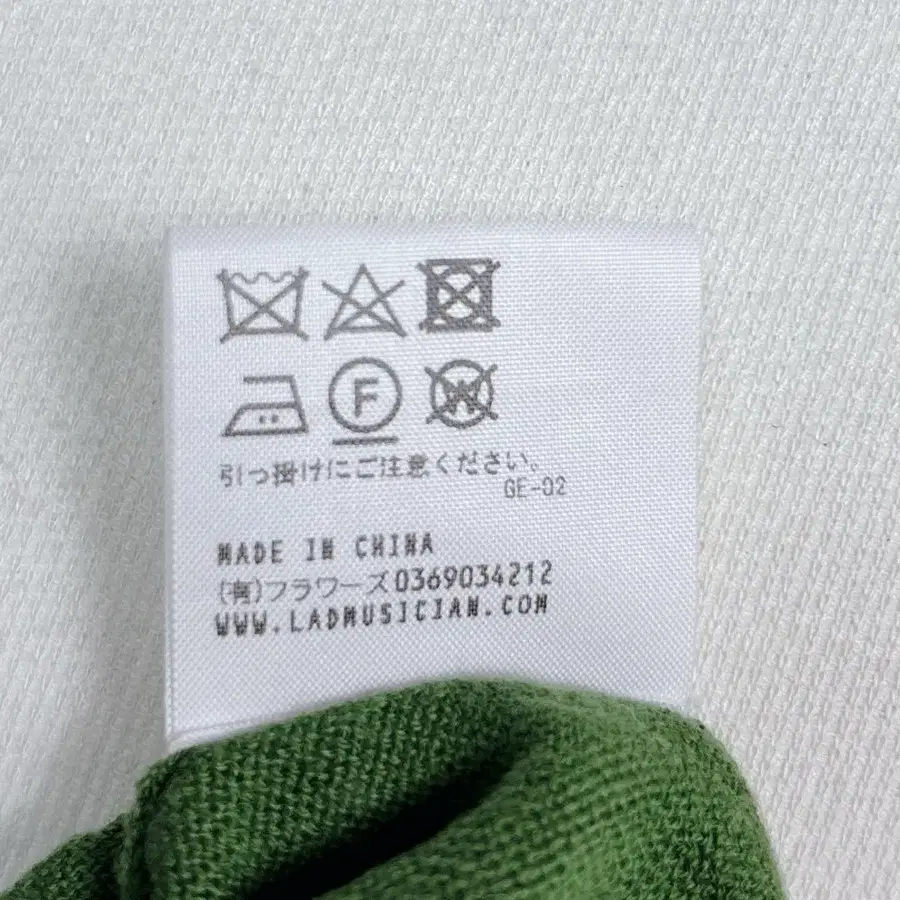 F
W
引っ掛けにご注意ください。
GE-02
MADE IN CHINA
(有)フラワーズ0369034212
WWW.LADMUSICIAN.COM